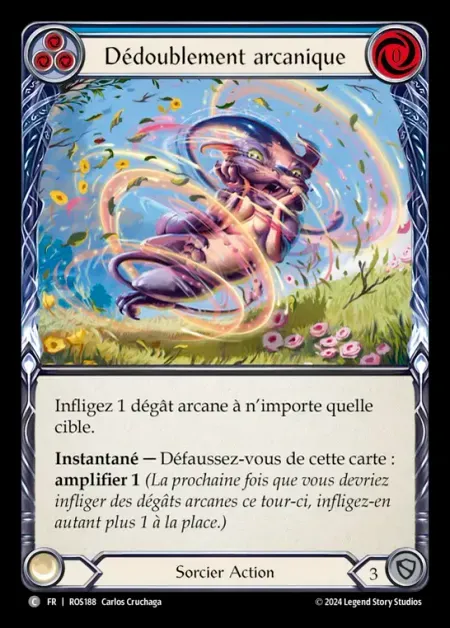 Dédoublement arcanique
0
Infligez 1 dégât arcane à n'importe quelle
cible.
Instantané — Défaussez-vous de cette carte :
amplifier 1 (La prochaine fois que vous devriez
infliger des dégâts arcanes ce tour-ci, infligez-en
autant plus 1 à la place.)
Sorcier Action
3
C FR | ROS188 Carlos Cruchaga
© 2024 Legend Story Studios